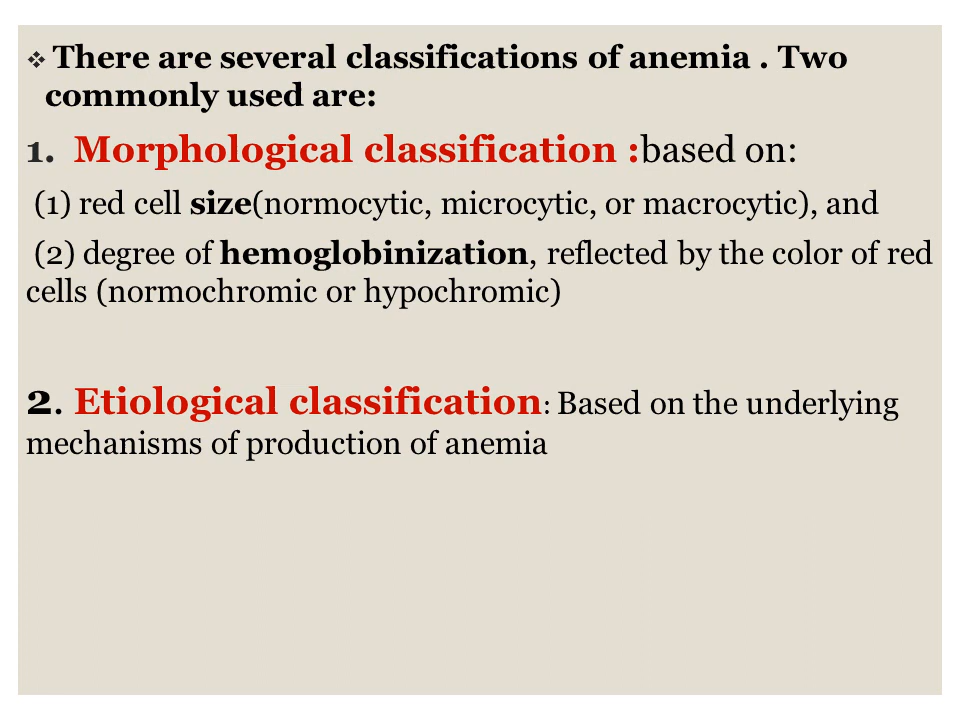 ❖ There are several classifications of anemia . Two
commonly used are:
1. Morphological classification :based on:
(1) red cell size(normocytic, microcytic, or macrocytic), and
(2) degree of hemoglobinization, reflected by the color of red
cells (normochromic or hypochromic)
2. Etiological classification: Based on the underlying
mechanisms of production of anemia